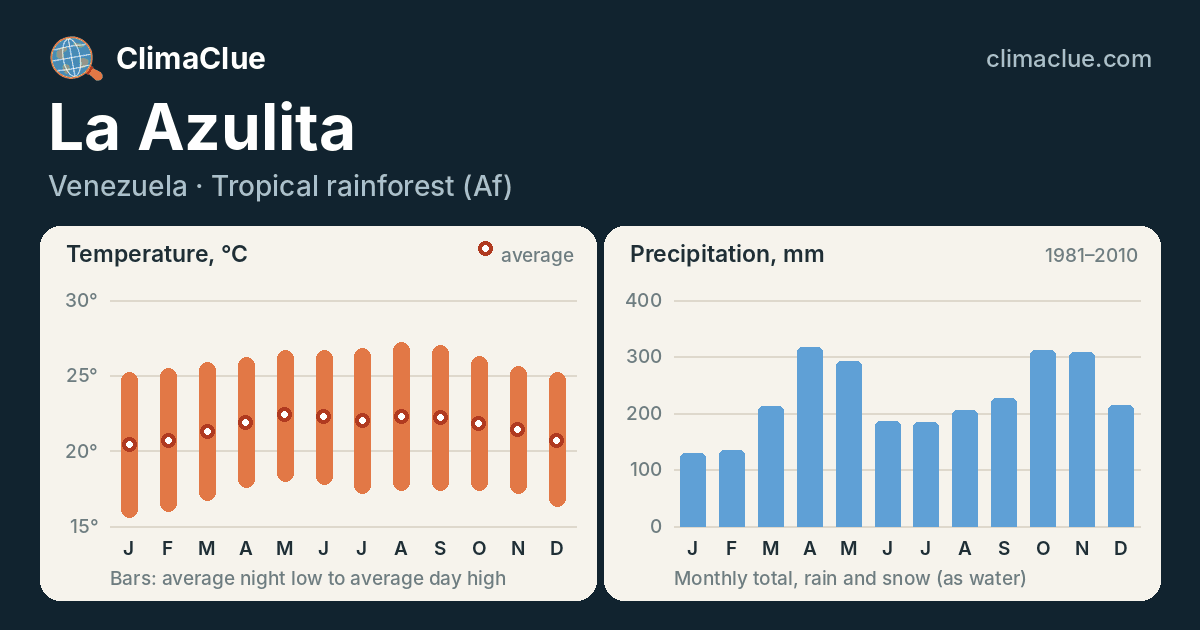 ClimaClue
climaclue.com
La Azulita
Venezuela · Tropical rainforest (Af)
Temperature, °C
average
30°
25°
20°
15°
J F M A M J J A S O N D
Bars: average night low to average day high
Precipitation, mm
1981–2010
400
300
200
100
0
J F M A M J J A S O N D
Monthly total, rain and snow (as water)